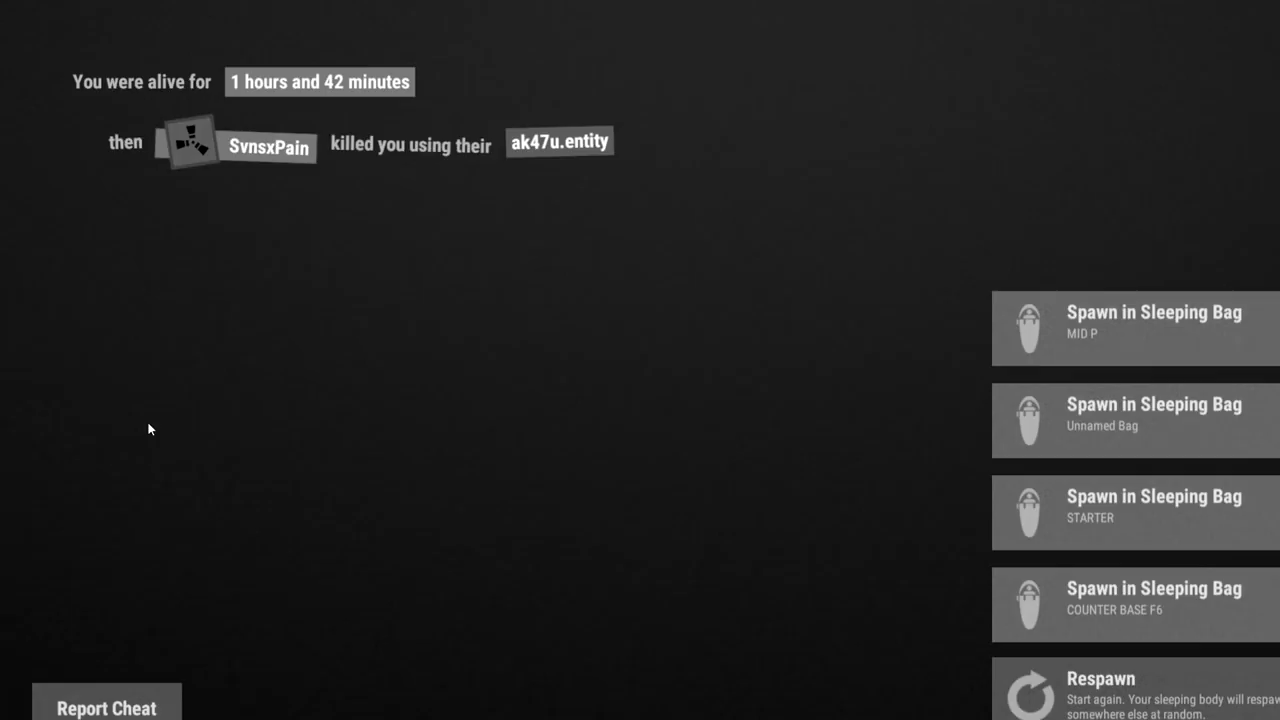 You were alive for 1 hours and 42 minutes
then SvnsxPain killed you using their ak47u.entity
Spawn in Sleeping Bag
MID P
Spawn in Sleeping Bag
Unnamed Bag
Spawn in Sleeping Bag
STARTER
Spawn in Sleeping Bag
COUNTER BASE F6
Respawn
Start again. Your sleeping body will respaw
somewhere else at random.
Report Cheat